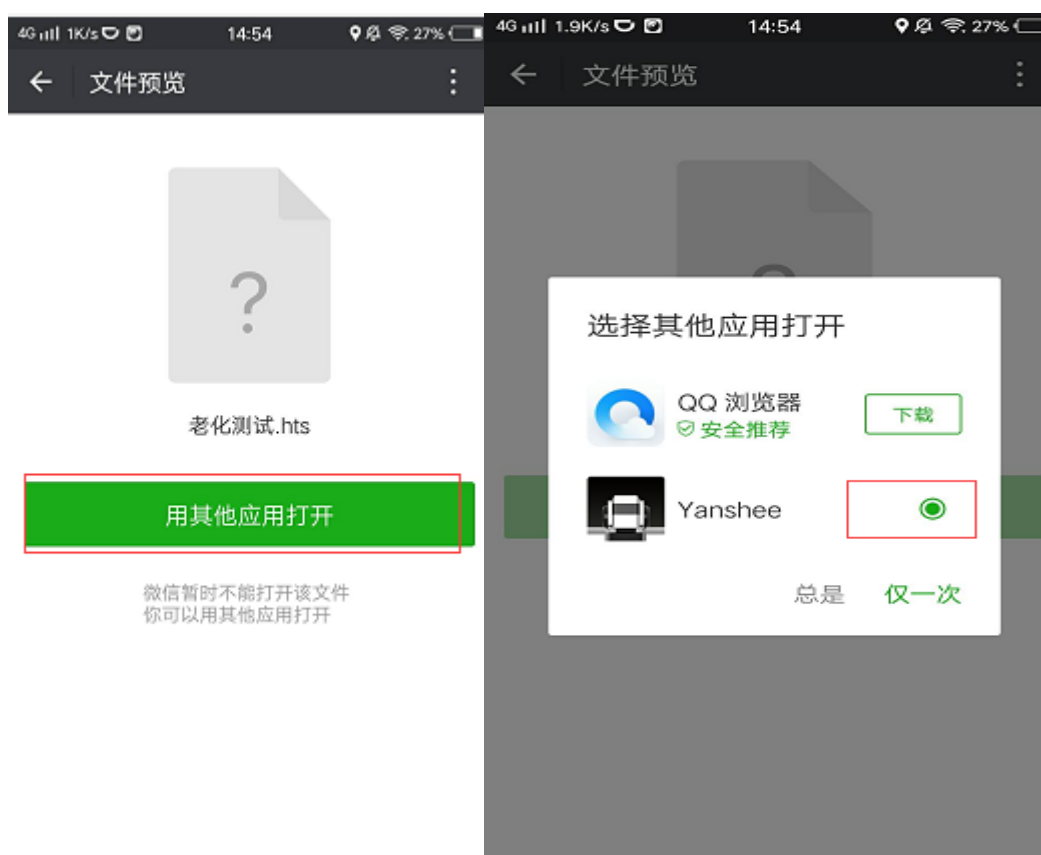 4G 1K/s 14:54 27%
文件预览
?
老化测试.hts
用其他应用打开
微信暂时不能打开该文件
你可以用其他应用打开
4G 1.9K/s 14:54 27%
文件预览
选择其他应用打开
QQ 浏览器
安全推荐
下载
Yanshee
总是 仅一次